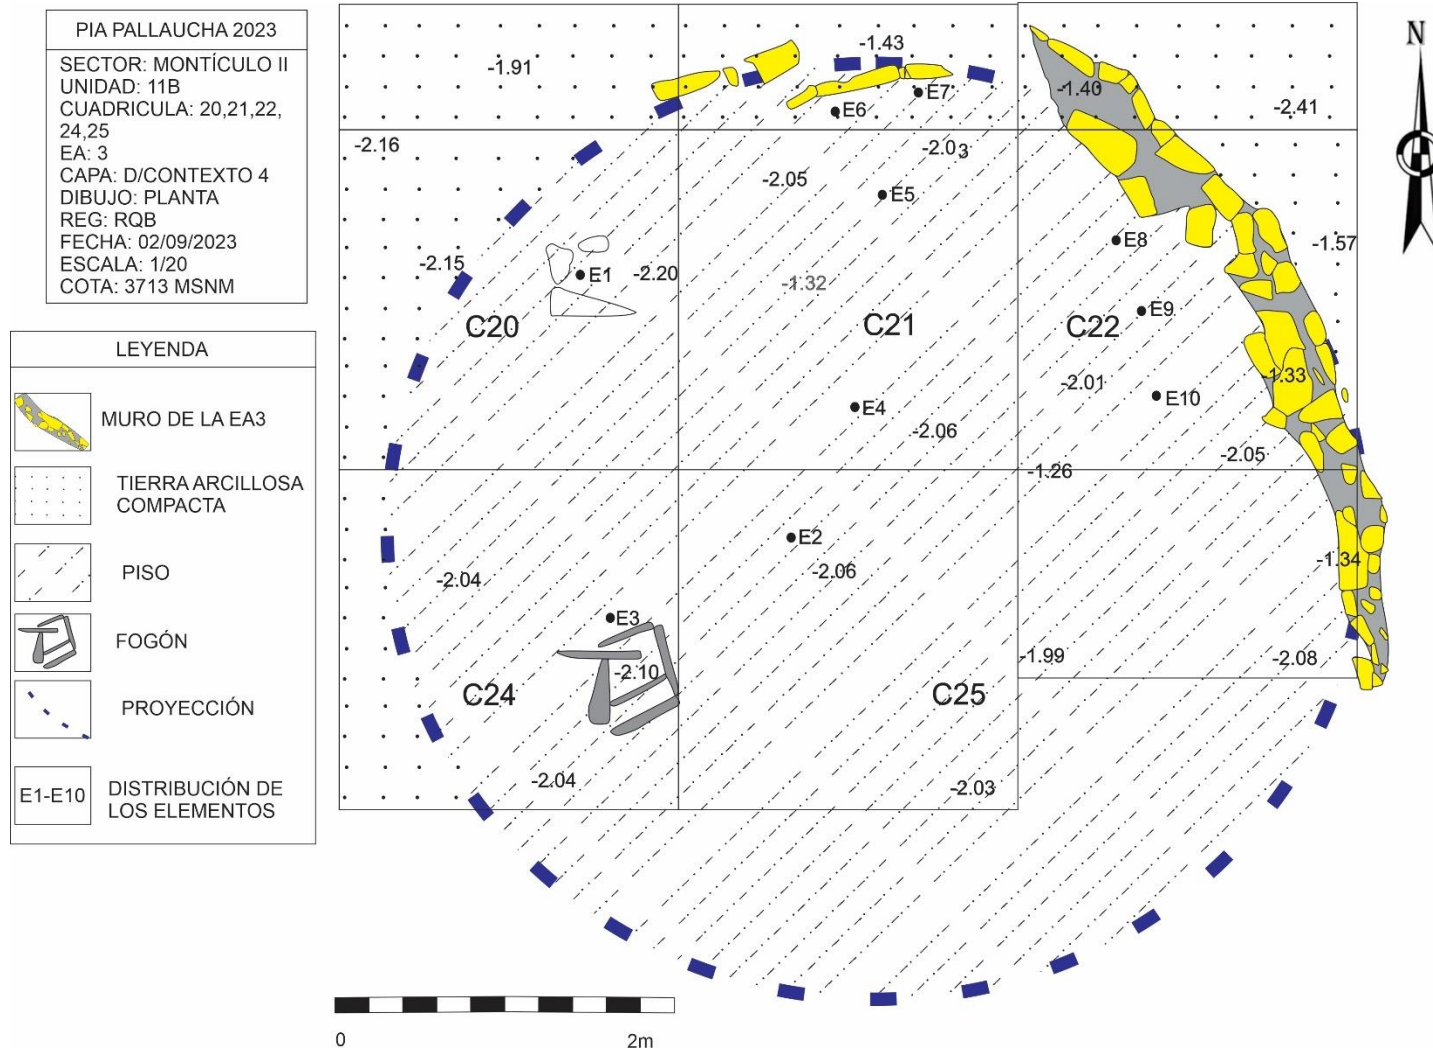 PIA PALLAUCHA 2023
SECTOR: MONTÍCULO II
UNIDAD: 11B
CUADRICULA: 20,21,22,
24,25
EA: 3
CAPA: D/CONTEXTO 4
DIBUJO: PLANTA
REG: RQB
FECHA: 02/09/2023
ESCALA: 1/20
COTA: 3713 MSNM
LEYENDA
MURO DE LA EA3
TIERRA ARCILLOSA
COMPACTA
PISO
FOGÓN
PROYECCIÓN
E1-E10
DISTRIBUCIÓN DE
LOS ELEMENTOS
N
-1.43
-1.91
-1.40
E7
-2.41
E6
-2.16
-2.03
-2.05
E5
E8
-1.57
-2.15
E1
-2.20
-1.32
C20
C21
C22
E9
-2.01
-1.33
E10
E4
-2.06
-2.05
-1.26
E2
-2.04
-2.06
-1.34
E3
-1.99
-2.08
-2.10
C24
C25
-2.04
-2.03
0
2m